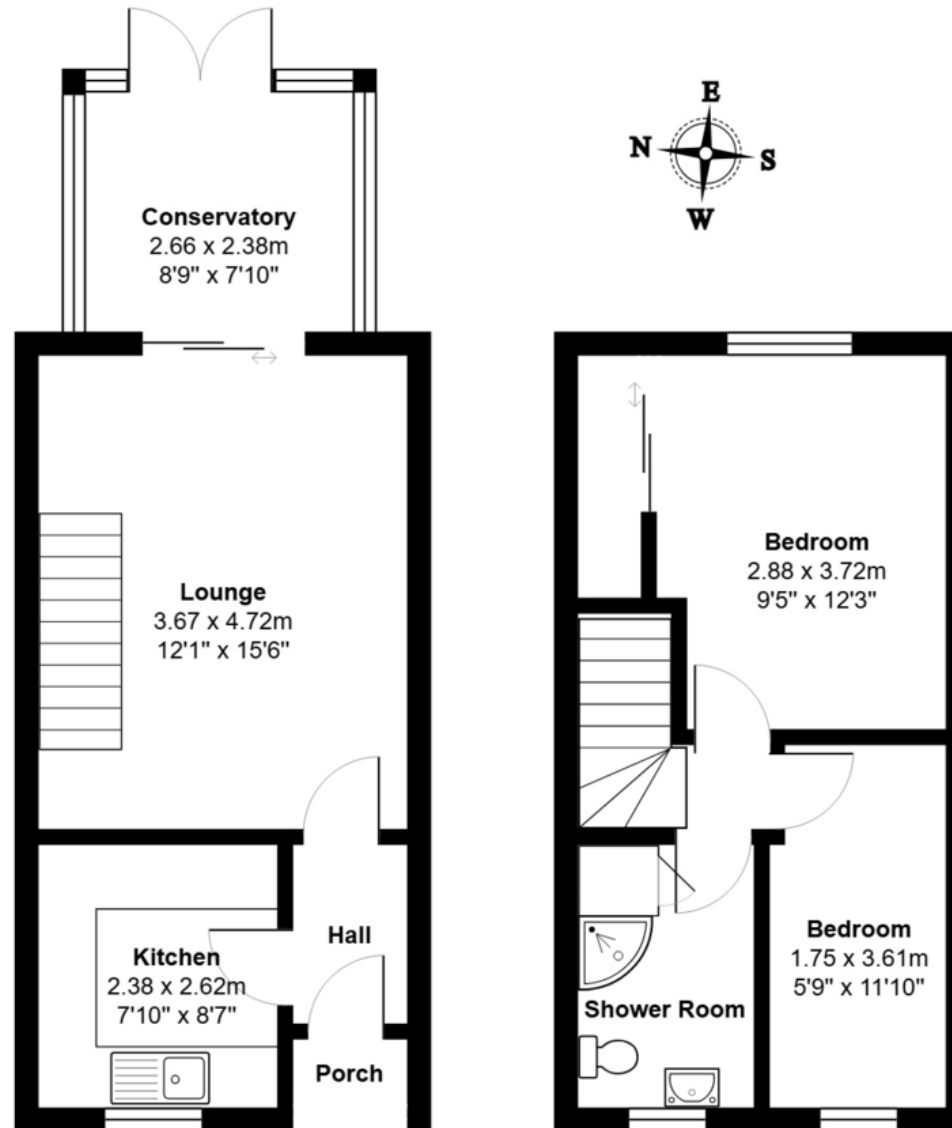 E
N
S
W
Conservatory
2.66 x 2.38m
8'9" x 7'10"
Lounge
3.67 x 4.72m
12'1" x 15'6"
Kitchen
2.38 x 2.62m
7'10" x 8'7"
Hall
Porch
Bedroom
2.88 x 3.72m
9'5" x 12'3"
Bedroom
1.75 x 3.61m
5'9" x 11'10"
Shower Room